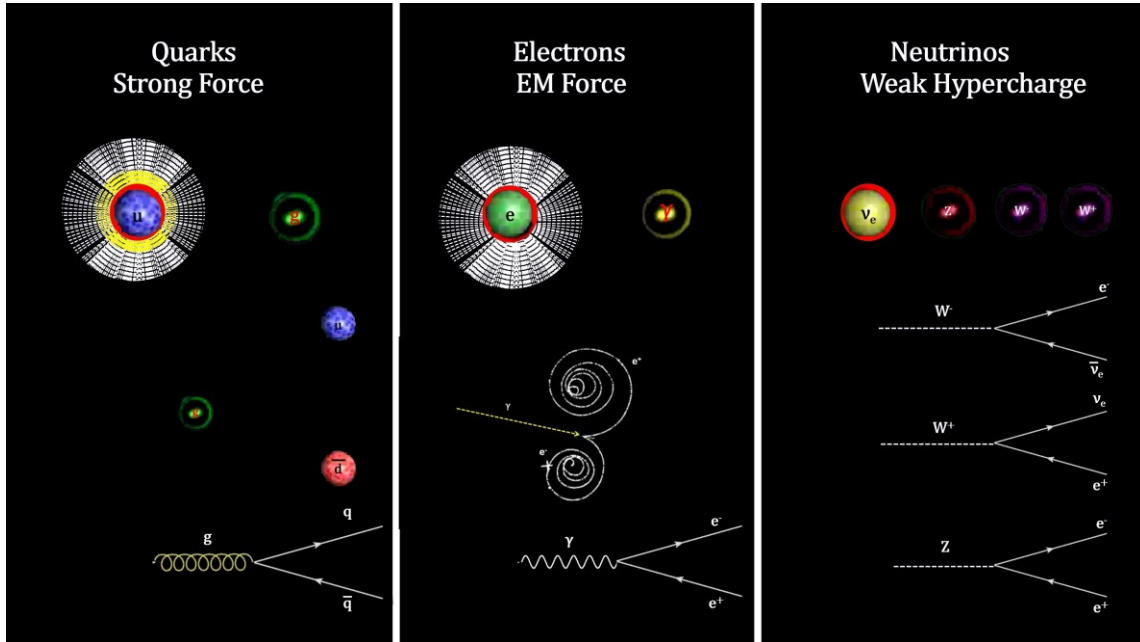 Quarks
Strong Force
u
g
u
g
d̅
g
q
q̅
Electrons
EM Force
e
γ
e⁺
γ
e⁻
γ
e⁻
e⁺
Neutrinos
Weak Hypercharge
νₑ
Z
W⁻
W⁺
W⁻
e⁻
ν̅ₑ
W⁺
νₑ
e⁺
Z
e⁻
e⁺